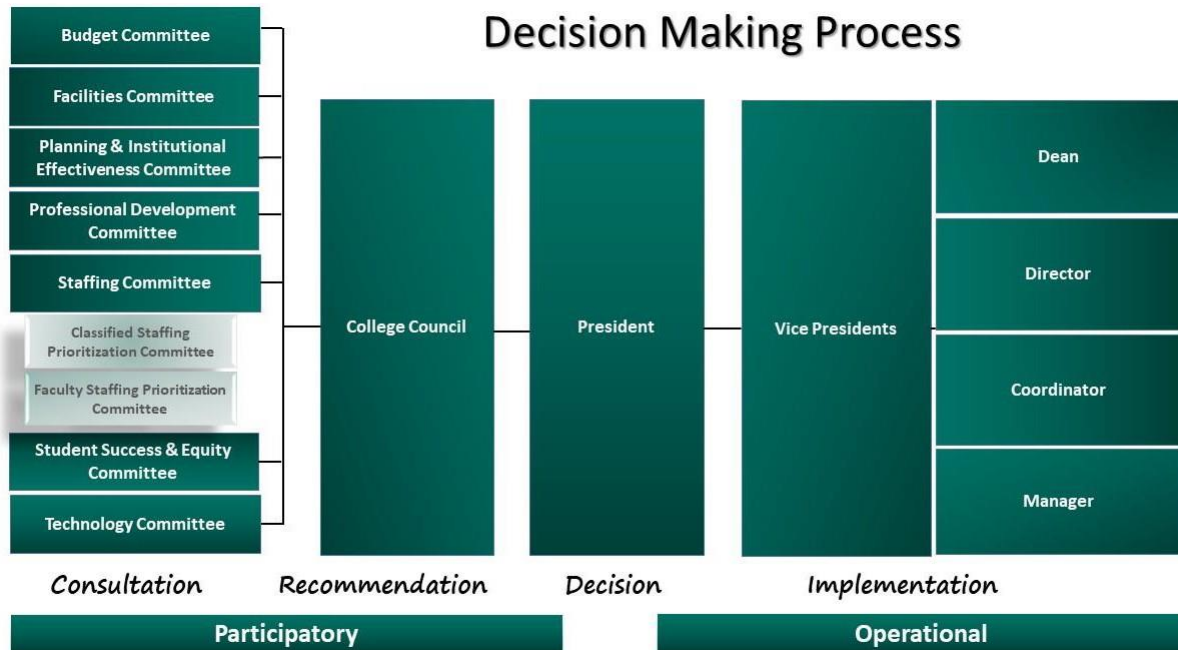 Decision Making Process
Budget Committee
Facilities Committee
Planning & Institutional
Effectiveness Committee
Professional Development
Committee
Staffing Committee
Classified Staffing
Prioritization Committee
Faculty Staffing Prioritization
Committee
Student Success & Equity
Committee
Technology Committee
College Council
President
Vice Presidents
Dean
Director
Coordinator
Manager
Consultation
Recommendation
Decision
Implementation
Participatory
Operational